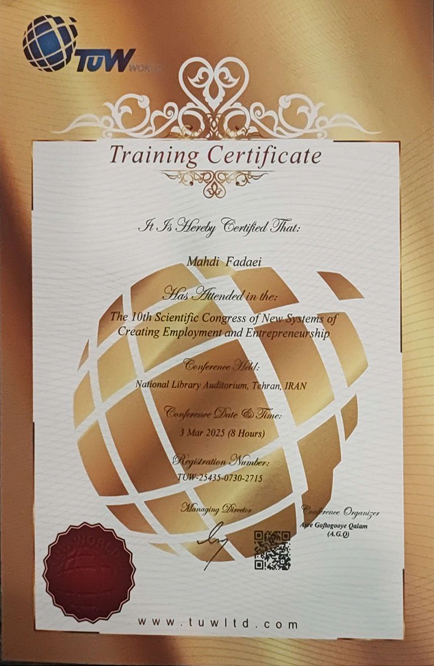 TUW WORLD
Training Certificate
It Is Hereby Certified That:
Mahdi Fadaei
Has Attended in the:
The 10th Scientific Congress of New Systems of
Creating Employment and Entrepreneurship
Conference Held:
National Library Auditorium, Tehran, IRAN
Conference Date & Time:
3 Mar 2025 (8 Hours)
Registration Number:
TUW-25435-0730-2715
Managing Director
Conference Organizer
Goftogooye Qalam
(A.G.Q)
www.tuwltd.com